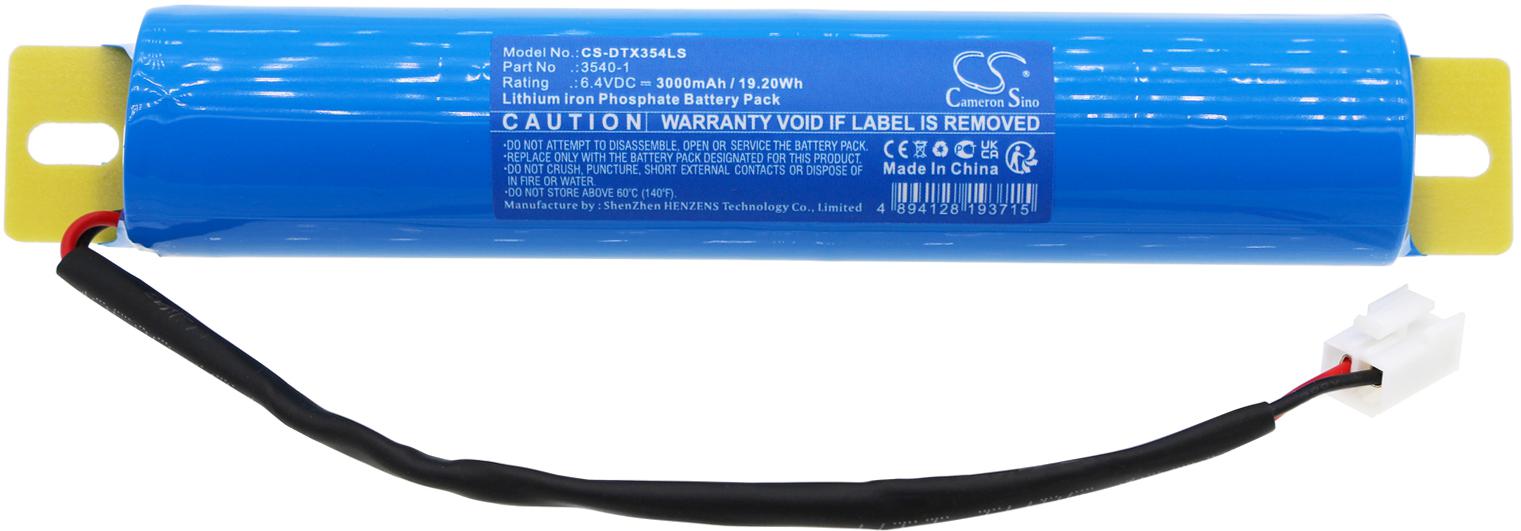 Model No.:CS-DTX354LS
Part No .:3540-1
Rating .:6.4VDC ⎓ 3000mAh / 19.20Wh
Lithium iron Phosphate Battery Pack
CS®
Cameron Sino
CAUTION WARRANTY VOID IF LABEL IS REMOVED
•DO NOT ATTEMPT TO DISASSEMBLE, OPEN OR SERVICE THE BATTERY PACK.
•REPLACE ONLY WITH THE BATTERY PACK DESIGNATED FOR THIS PRODUCT.
•DO NOT CRUSH, PUNCTURE, SHORT EXTERNAL CONTACTS OR DISPOSE OF
IN FIRE OR WATER.
•DO NOT STORE ABOVE 60°C (140°F).
Manufacture by : ShenZhen HENZENS Technology Co., Limited
CE PCT UKCA
Made In China
4 894128 193715